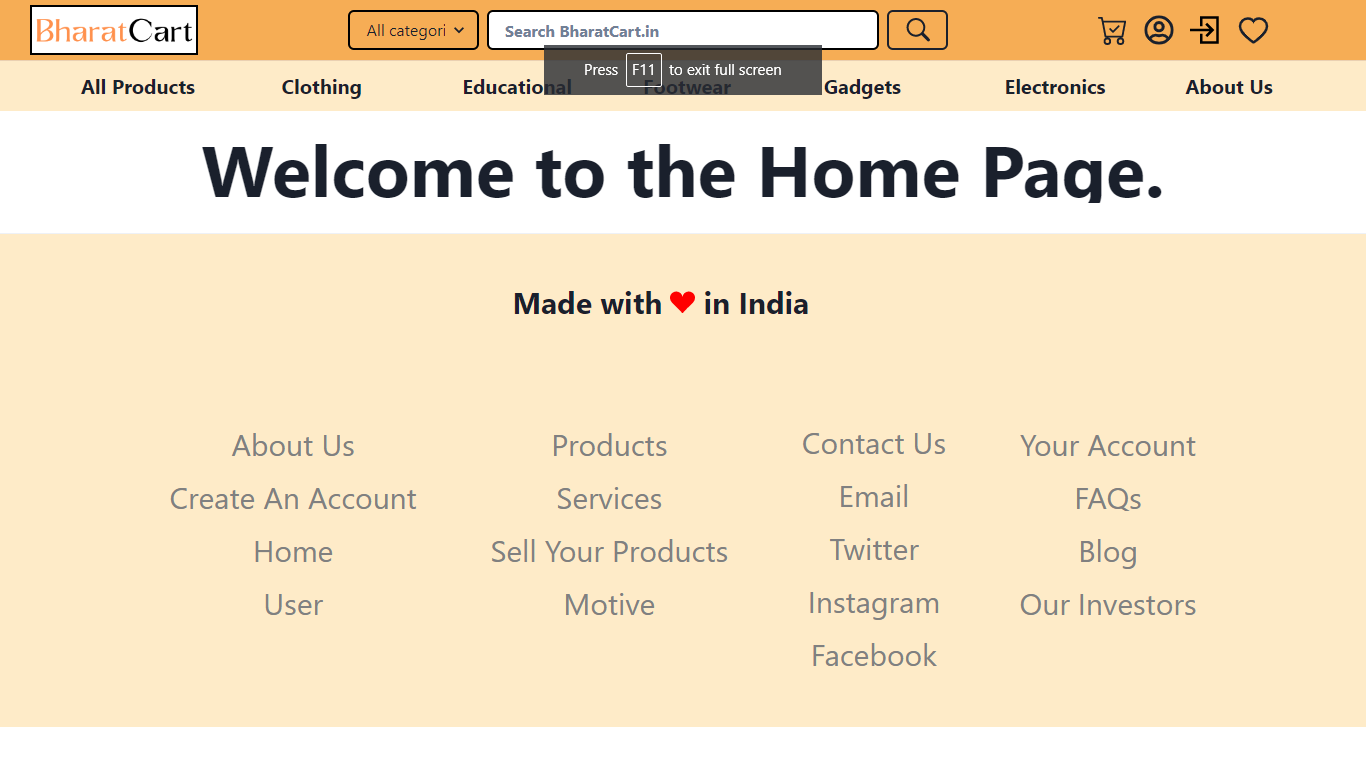 BharatCart All categori Search BharatCart.in
Press F11 to exit full screen
All Products Clothing Educational Footwear Gadgets Electronics About Us
Welcome to the Home Page.
Made with ❤ in India
About Us Products Contact Us Your Account
Create An Account Services Email FAQs
Home Sell Your Products Twitter Blog
User Motive Instagram Our Investors
Facebook